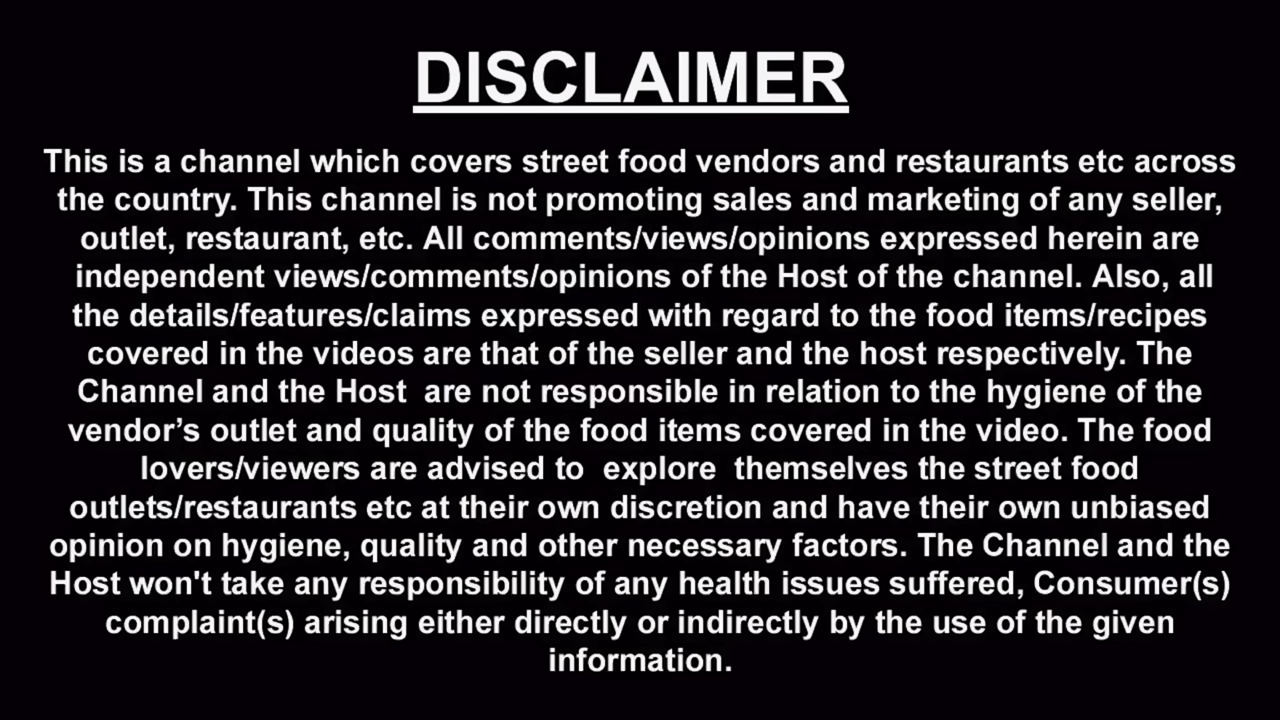 DISCLAIMER
This is a channel which covers street food vendors and restaurants etc across
the country. This channel is not promoting sales and marketing of any seller,
outlet, restaurant, etc. All comments/views/opinions expressed herein are
independent views/comments/opinions of the Host of the channel. Also, all
the details/features/claims expressed with regard to the food items/recipes
covered in the videos are that of the seller and the host respectively. The
Channel and the Host  are not responsible in relation to the hygiene of the
vendor’s outlet and quality of the food items covered in the video. The food
lovers/viewers are advised to  explore  themselves the street food
outlets/restaurants etc at their own discretion and have their own unbiased
opinion on hygiene, quality and other necessary factors. The Channel and the
Host won't take any responsibility of any health issues suffered, Consumer(s)
complaint(s) arising either directly or indirectly by the use of the given
information.